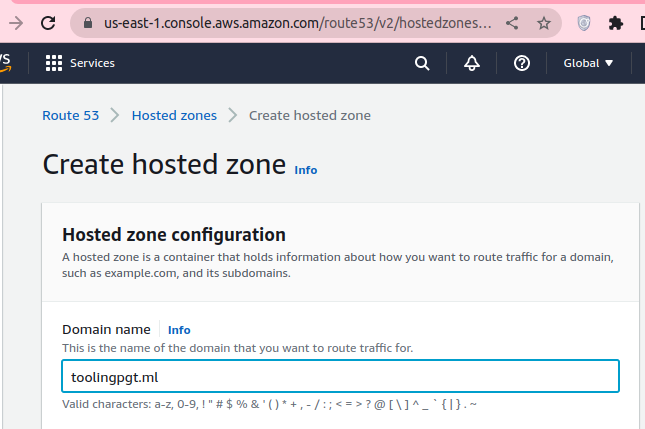 us-east-1.console.aws.amazon.com/route53/v2/hostedzones...
Services
Global
Route 53 > Hosted zones > Create hosted zone
Create hosted zone Info
Hosted zone configuration
A hosted zone is a container that holds information about how you want to route traffic for a domain,
such as example.com, and its subdomains.
Domain name Info
This is the name of the domain that you want to route traffic for.
toolingpgt.ml
Valid characters: a-z, 0-9, ! " # $ % & ' ( ) * + , - / : ; < = > ? @ [ \ ] ^ _ ` { | } . ~